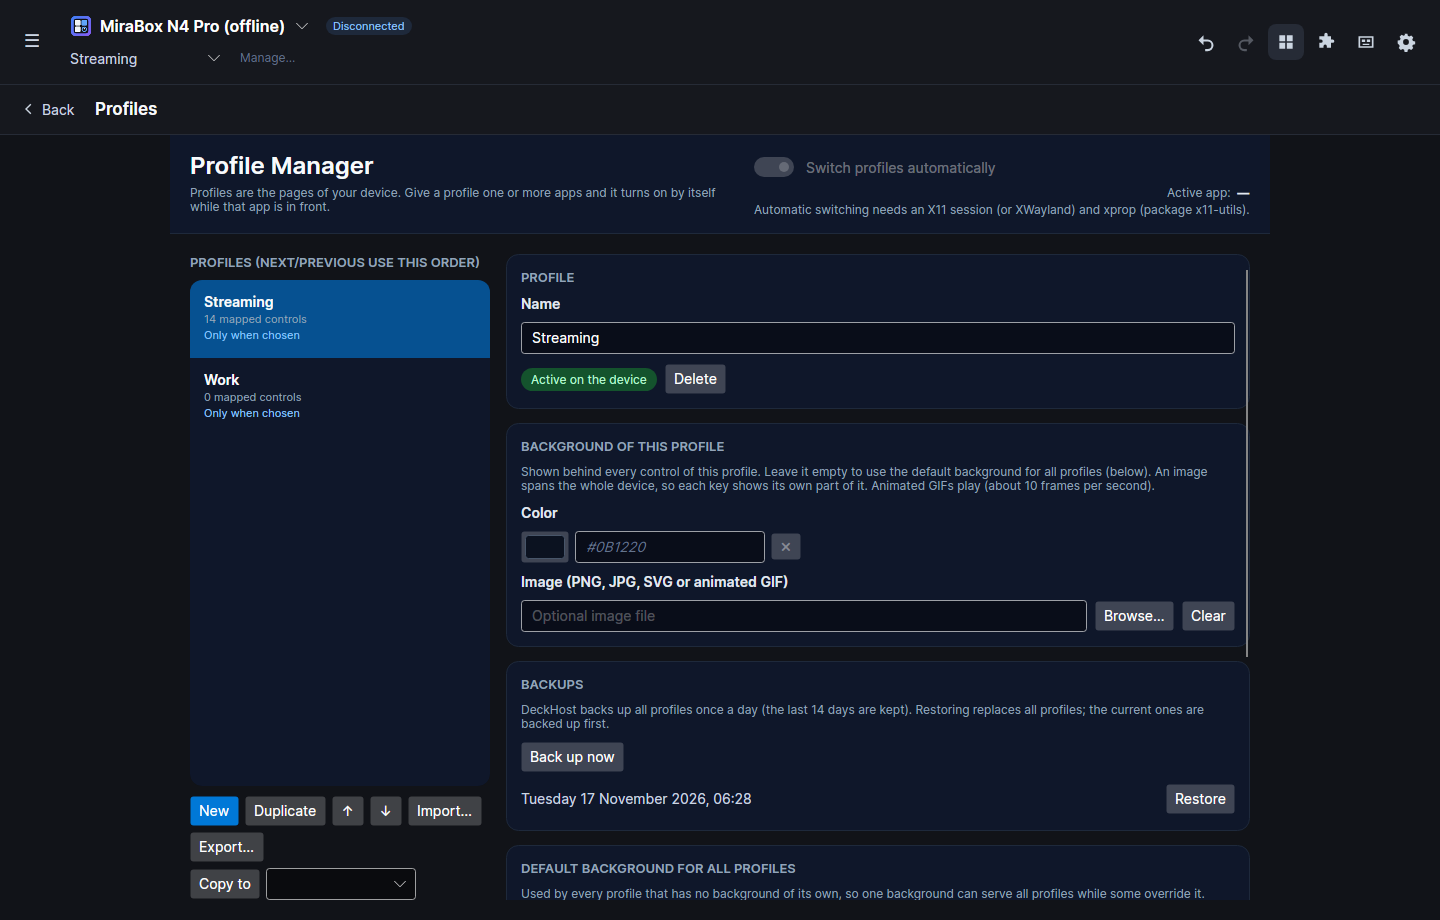 MiraBox N4 Pro (offline)
Disconnected
Streaming
Manage...
Back
Profiles
Profile Manager
Profiles are the pages of your device. Give a profile one or more apps and it turns on by itself
while that app is in front.
Switch profiles automatically
Active app: —
Automatic switching needs an X11 session (or XWayland) and xprop (package x11-utils).
PROFILES (NEXT/PREVIOUS USE THIS ORDER)
Streaming
14 mapped controls
Only when chosen
Work
0 mapped controls
Only when chosen
New
Duplicate
↑
↓
Import...
Export...
Copy to
PROFILE
Name
Streaming
Active on the device
Delete
BACKGROUND OF THIS PROFILE
Shown behind every control of this profile. Leave it empty to use the default background for all profiles (below). An image
spans the whole device, so each key shows its own part of it. Animated GIFs play (about 10 frames per second).
Color
#0B1220
✕
Image (PNG, JPG, SVG or animated GIF)
Optional image file
Browse...
Clear
BACKUPS
DeckHost backs up all profiles once a day (the last 14 days are kept). Restoring replaces all profiles; the current ones are
backed up first.
Back up now
Tuesday 17 November 2026, 06:28
Restore
DEFAULT BACKGROUND FOR ALL PROFILES
Used by every profile that has no background of its own, so one background can serve all profiles while some override it.